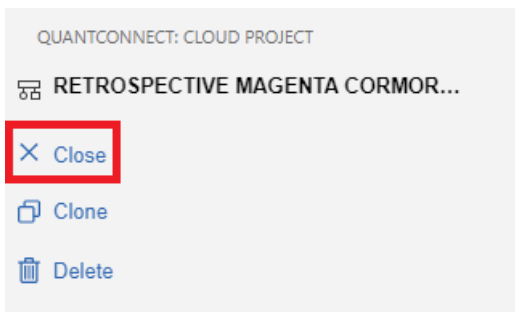 QUANTCONNECT: CLOUD PROJECT
RETROSPECTIVE MAGENTA CORMOR...
Close
Clone
Delete